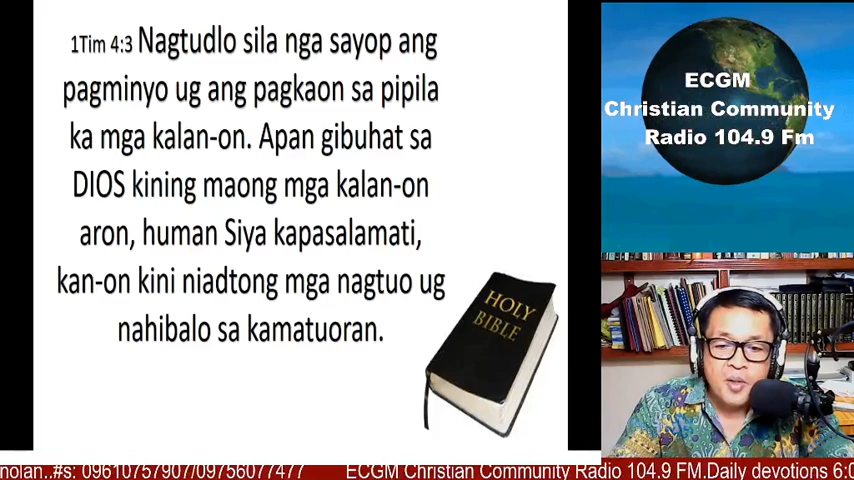 1Tim 4:3 Nagtudlo sila nga sayop ang
pagminyo ug ang pagkaon sa pipila
ka mga kalan-on. Apan gibuhat sa
DIOS kining maong mga kalan-on
aron, human Siya kapasalamati,
kan-on kini niadtong mga nagtuo ug
nahibalo sa kamatuoran.
HOLY
BIBLE
ECGM
Christian Community
Radio 104.9 Fm
nolan..#s: 09610757907/09756077477 ECGM Christian Community Radio 104.9 FM.Daily devotions 6:0